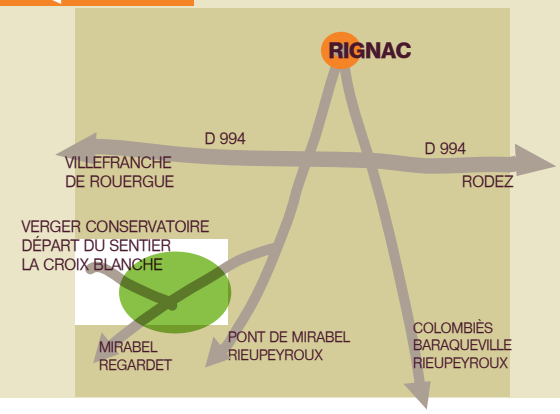 RIGNAC
D 994
D 994
VILLEFRANCHE
DE ROUERGUE
RODEZ
VERGER CONSERVATOIRE
DÉPART DU SENTIER
LA CROIX BLANCHE
MIRABEL
REGARDET
PONT DE MIRABEL
RIEUPEYROUX
COLOMBIÈS
BARAQUEVILLE
RIEUPEYROUX